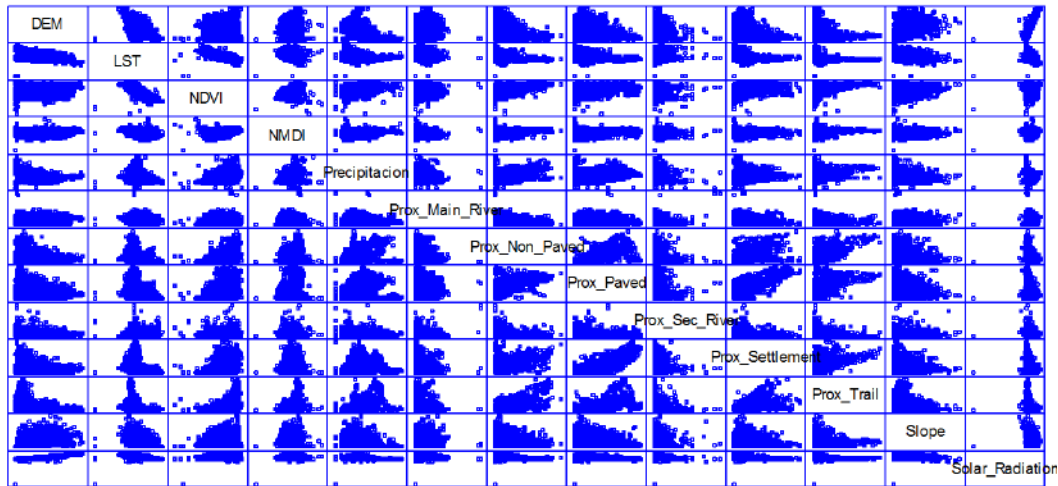 DEM
LST
NDVI
NMDI
Precipitacion
Prox_Main_River
Prox_Non_Paved
Prox_Paved
Prox_Sec_River
Prox_Settlement
Prox_Trail
Slope
Solar_Radiation